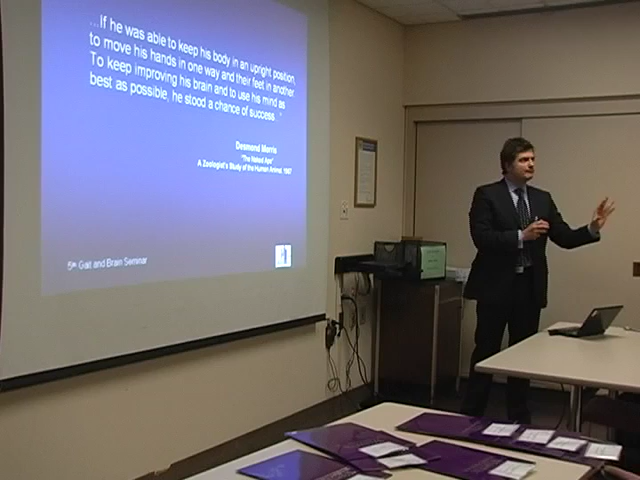 ...If he was able to keep his body in an upright position,
to move his hands in one way and their feet in another
To keep improving his brain and to use his mind as
best as possible, he stood a chance of success. "
Desmond Morris
"The Naked Ape"
A Zoologist's Study of the Human Animal, 1967
5th Gait and Brain Seminar